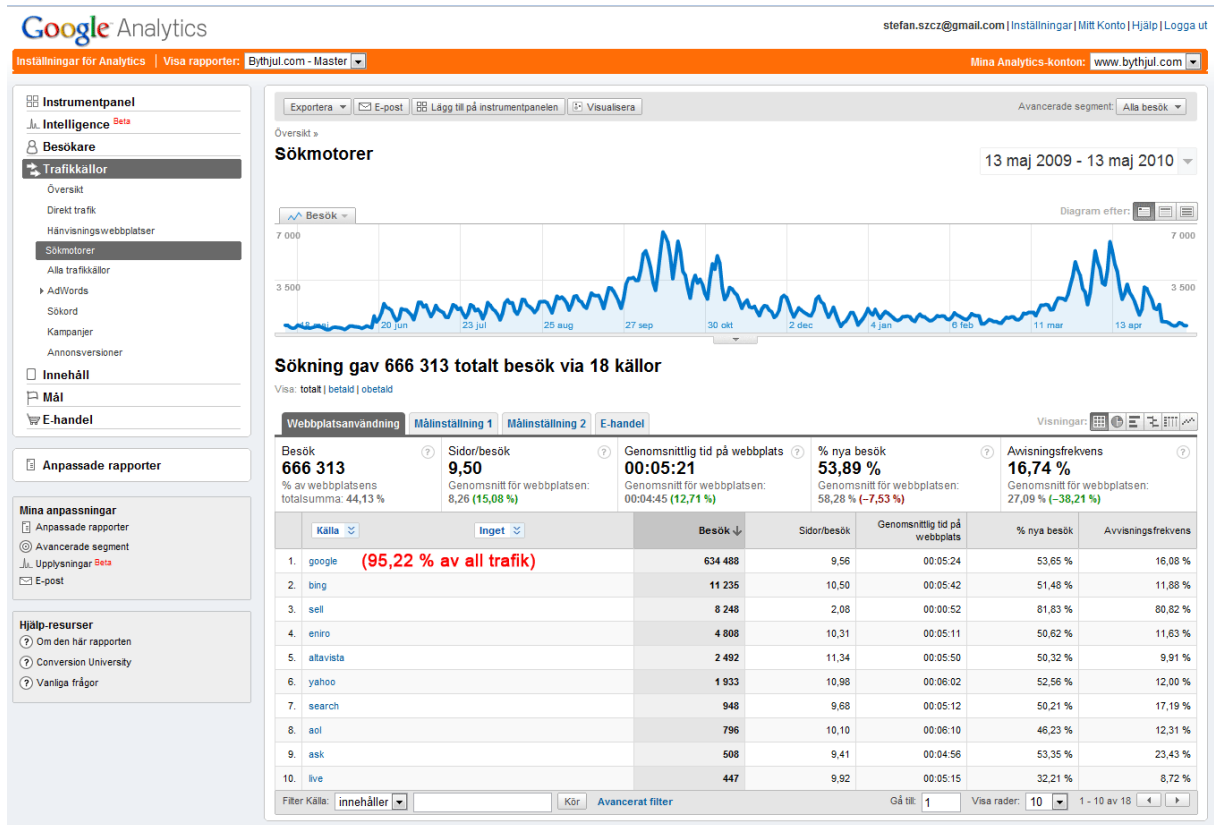 Google Analytics
stefan.szcz@gmail.com | Inställningar | Mitt Konto | Hjälp | Logga ut
Inställningar för Analytics | Visa rapporter: Bythjul.com - Master
Mina Analytics-konton: www.bythjul.com
Instrumentpanel
Intelligence Beta
Besökare
Trafikkällor
Översikt
Direkt trafik
Hänvisningswebbplatser
Sökmotorer
Alla trafikkällor
AdWords
Sökord
Kampanjer
Annonsversioner
Innehåll
Mål
E-handel
Anpassade rapporter
Mina anpassningar
Anpassade rapporter
Avancerade segment
Upplysningar Beta
E-post
Hjälp-resurser
Om den här rapporten
Conversion University
Vanliga frågor
Exportera E-post Lägg till på instrumentpanelen Visualisera
Avancerade segment: Alla besök
Översikt »
Sökmotorer
13 maj 2009 - 13 maj 2010
Besök
Diagram efter:
7 000 7 000
3 500 3 500
20 jun 23 jul 25 aug 27 sep 30 okt 2 dec 4 jan 6 feb 11 mar 13 apr
Sökning gav 666 313 totalt besök via 18 källor
Visa: totalt | betald | obetald
Webbplatsanvändning Målinställning 1 Målinställning 2 E-handel
Visningar:
Besök ?
666 313
% av webbplatsens
totalsumma: 44,13 %
Sidor/besök ?
9,50
Genomsnitt för webbplatsen:
8,26 (15,08 %)
Genomsnittlig tid på webbplats ?
00:05:21
Genomsnitt för webbplatsen:
00:04:45 (12,71 %)
% nya besök ?
53,89 %
Genomsnitt för webbplatsen:
58,28 % (−7,53 %)
Avisningsfrekvens ?
16,74 %
Genomsnitt för webbplatsen:
27,09 % (−38,21 %)
Källa Inget Besök Sidor/besök Genomsnittlig tid på webbplats % nya besök Avvisningsfrekvens
1. google (95,22 % av all trafik) 634 488 9,56 00:05:24 53,65 % 16,08 %
2. bing 11 235 10,50 00:05:42 51,48 % 11,88 %
3. sell 8 248 2,08 00:00:52 81,83 % 80,82 %
4. eniro 4 808 10,31 00:05:11 50,62 % 11,63 %
5. altavista 2 492 11,34 00:05:50 50,32 % 9,91 %
6. yahoo 1 933 10,98 00:06:02 52,56 % 12,00 %
7. search 948 9,68 00:05:12 50,21 % 17,19 %
8. aol 796 10,10 00:06:10 46,23 % 12,31 %
9. ask 508 9,41 00:04:56 53,35 % 23,43 %
10. live 447 9,92 00:05:15 32,21 % 8,72 %
Filter Källa: innehåller Kör Avancerat filter Gå till: 1 Visa rader: 10 1 - 10 av 18